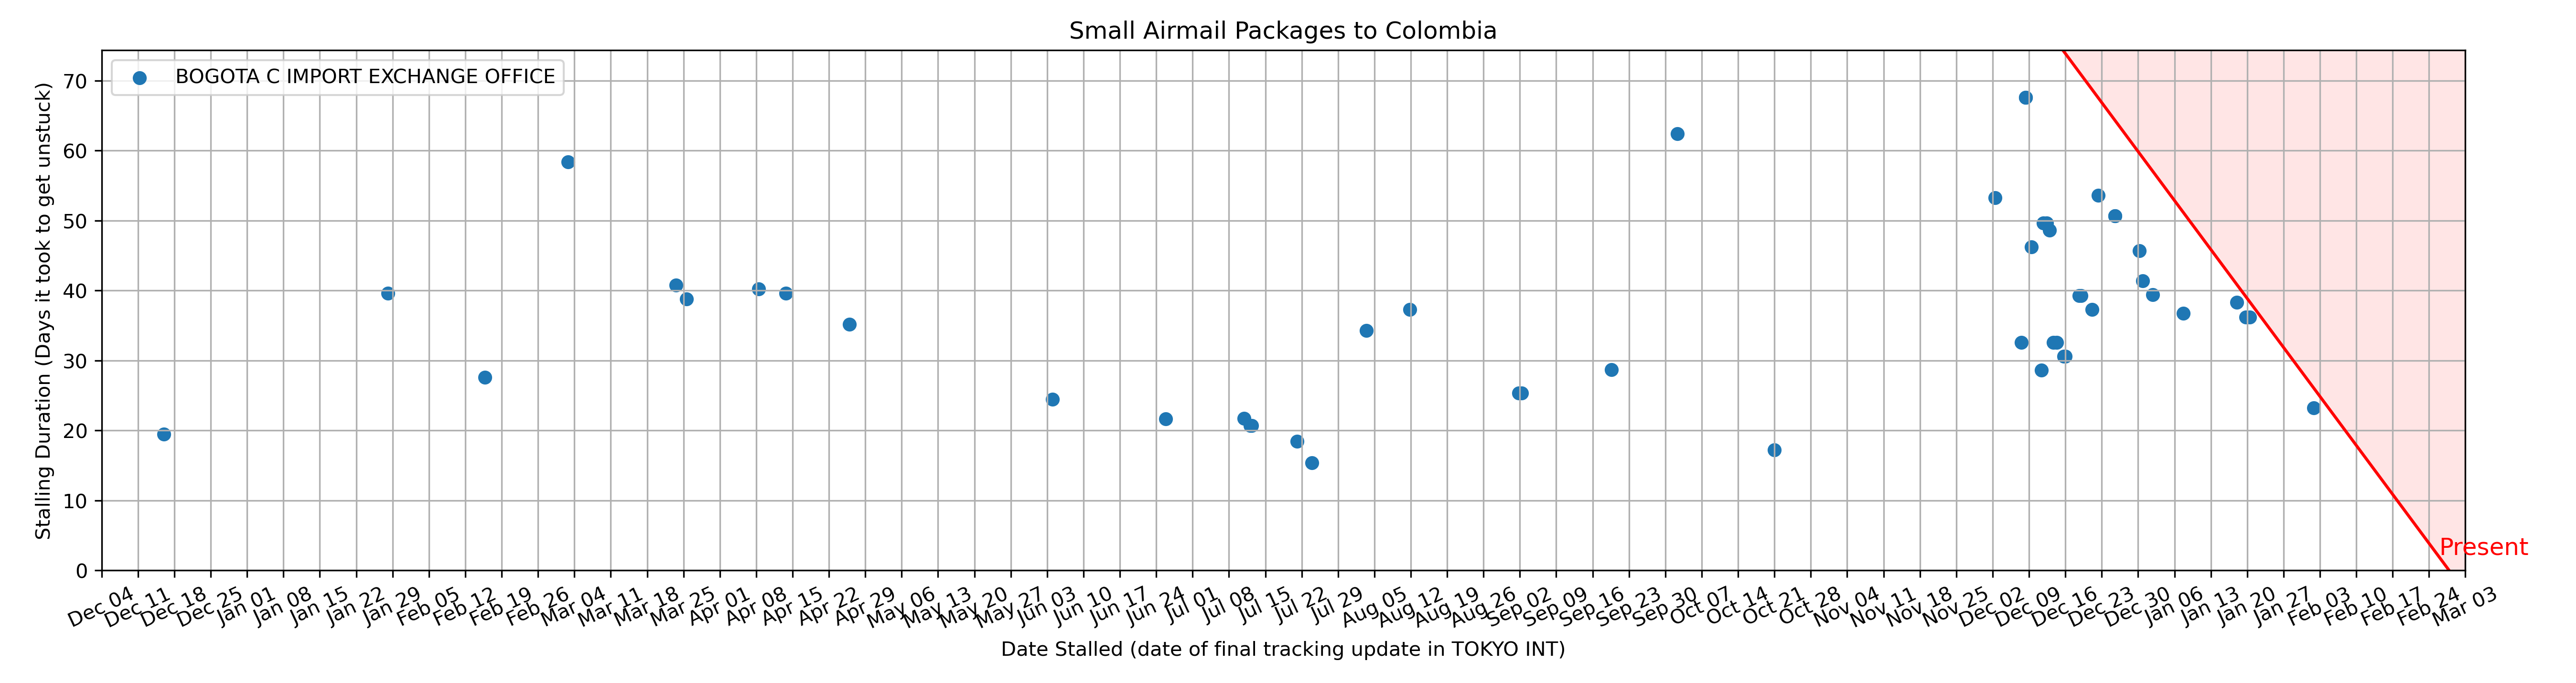 Small Airmail Packages to Colombia
BOGOTA C IMPORT EXCHANGE OFFICE
Stalling Duration (Days it took to get unstuck)
70
60
50
40
30
20
10
0
Present
Dec 04
Dec 11
Dec 18
Dec 25
Jan 01
Jan 08
Jan 15
Jan 22
Jan 29
Feb 05
Feb 12
Feb 19
Feb 26
Mar 04
Mar 11
Mar 18
Mar 25
Apr 01
Apr 08
Apr 15
Apr 22
Apr 29
May 06
May 13
May 20
May 27
Jun 03
Jun 10
Jun 17
Jun 24
Jul 01
Jul 08
Jul 15
Jul 22
Jul 29
Aug 05
Aug 12
Aug 19
Aug 26
Sep 02
Sep 09
Sep 16
Sep 23
Sep 30
Oct 07
Oct 14
Oct 21
Oct 28
Nov 04
Nov 11
Nov 18
Nov 25
Dec 02
Dec 09
Dec 16
Dec 23
Dec 30
Jan 06
Jan 13
Jan 20
Jan 27
Feb 03
Feb 10
Feb 17
Feb 24
Mar 03
Date Stalled (date of final tracking update in TOKYO INT)